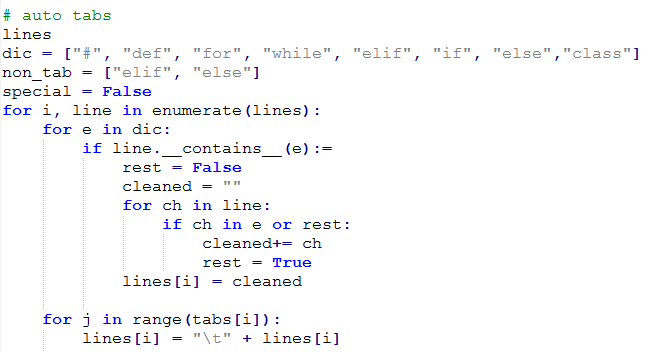 # auto tabs
lines
dic = ["#", "def", "for", "while", "elif", "if", "else","class"]
non_tab = ["elif", "else"]
special = False
for i, line in enumerate(lines):
    for e in dic:
        if line.__contains__(e):=
            rest = False
            cleaned = ""
            for ch in line:
                if ch in e or rest:
                    cleaned+= ch
                    rest = True
            lines[i] = cleaned

    for j in range(tabs[i]):
        lines[i] = "\t" + lines[i]